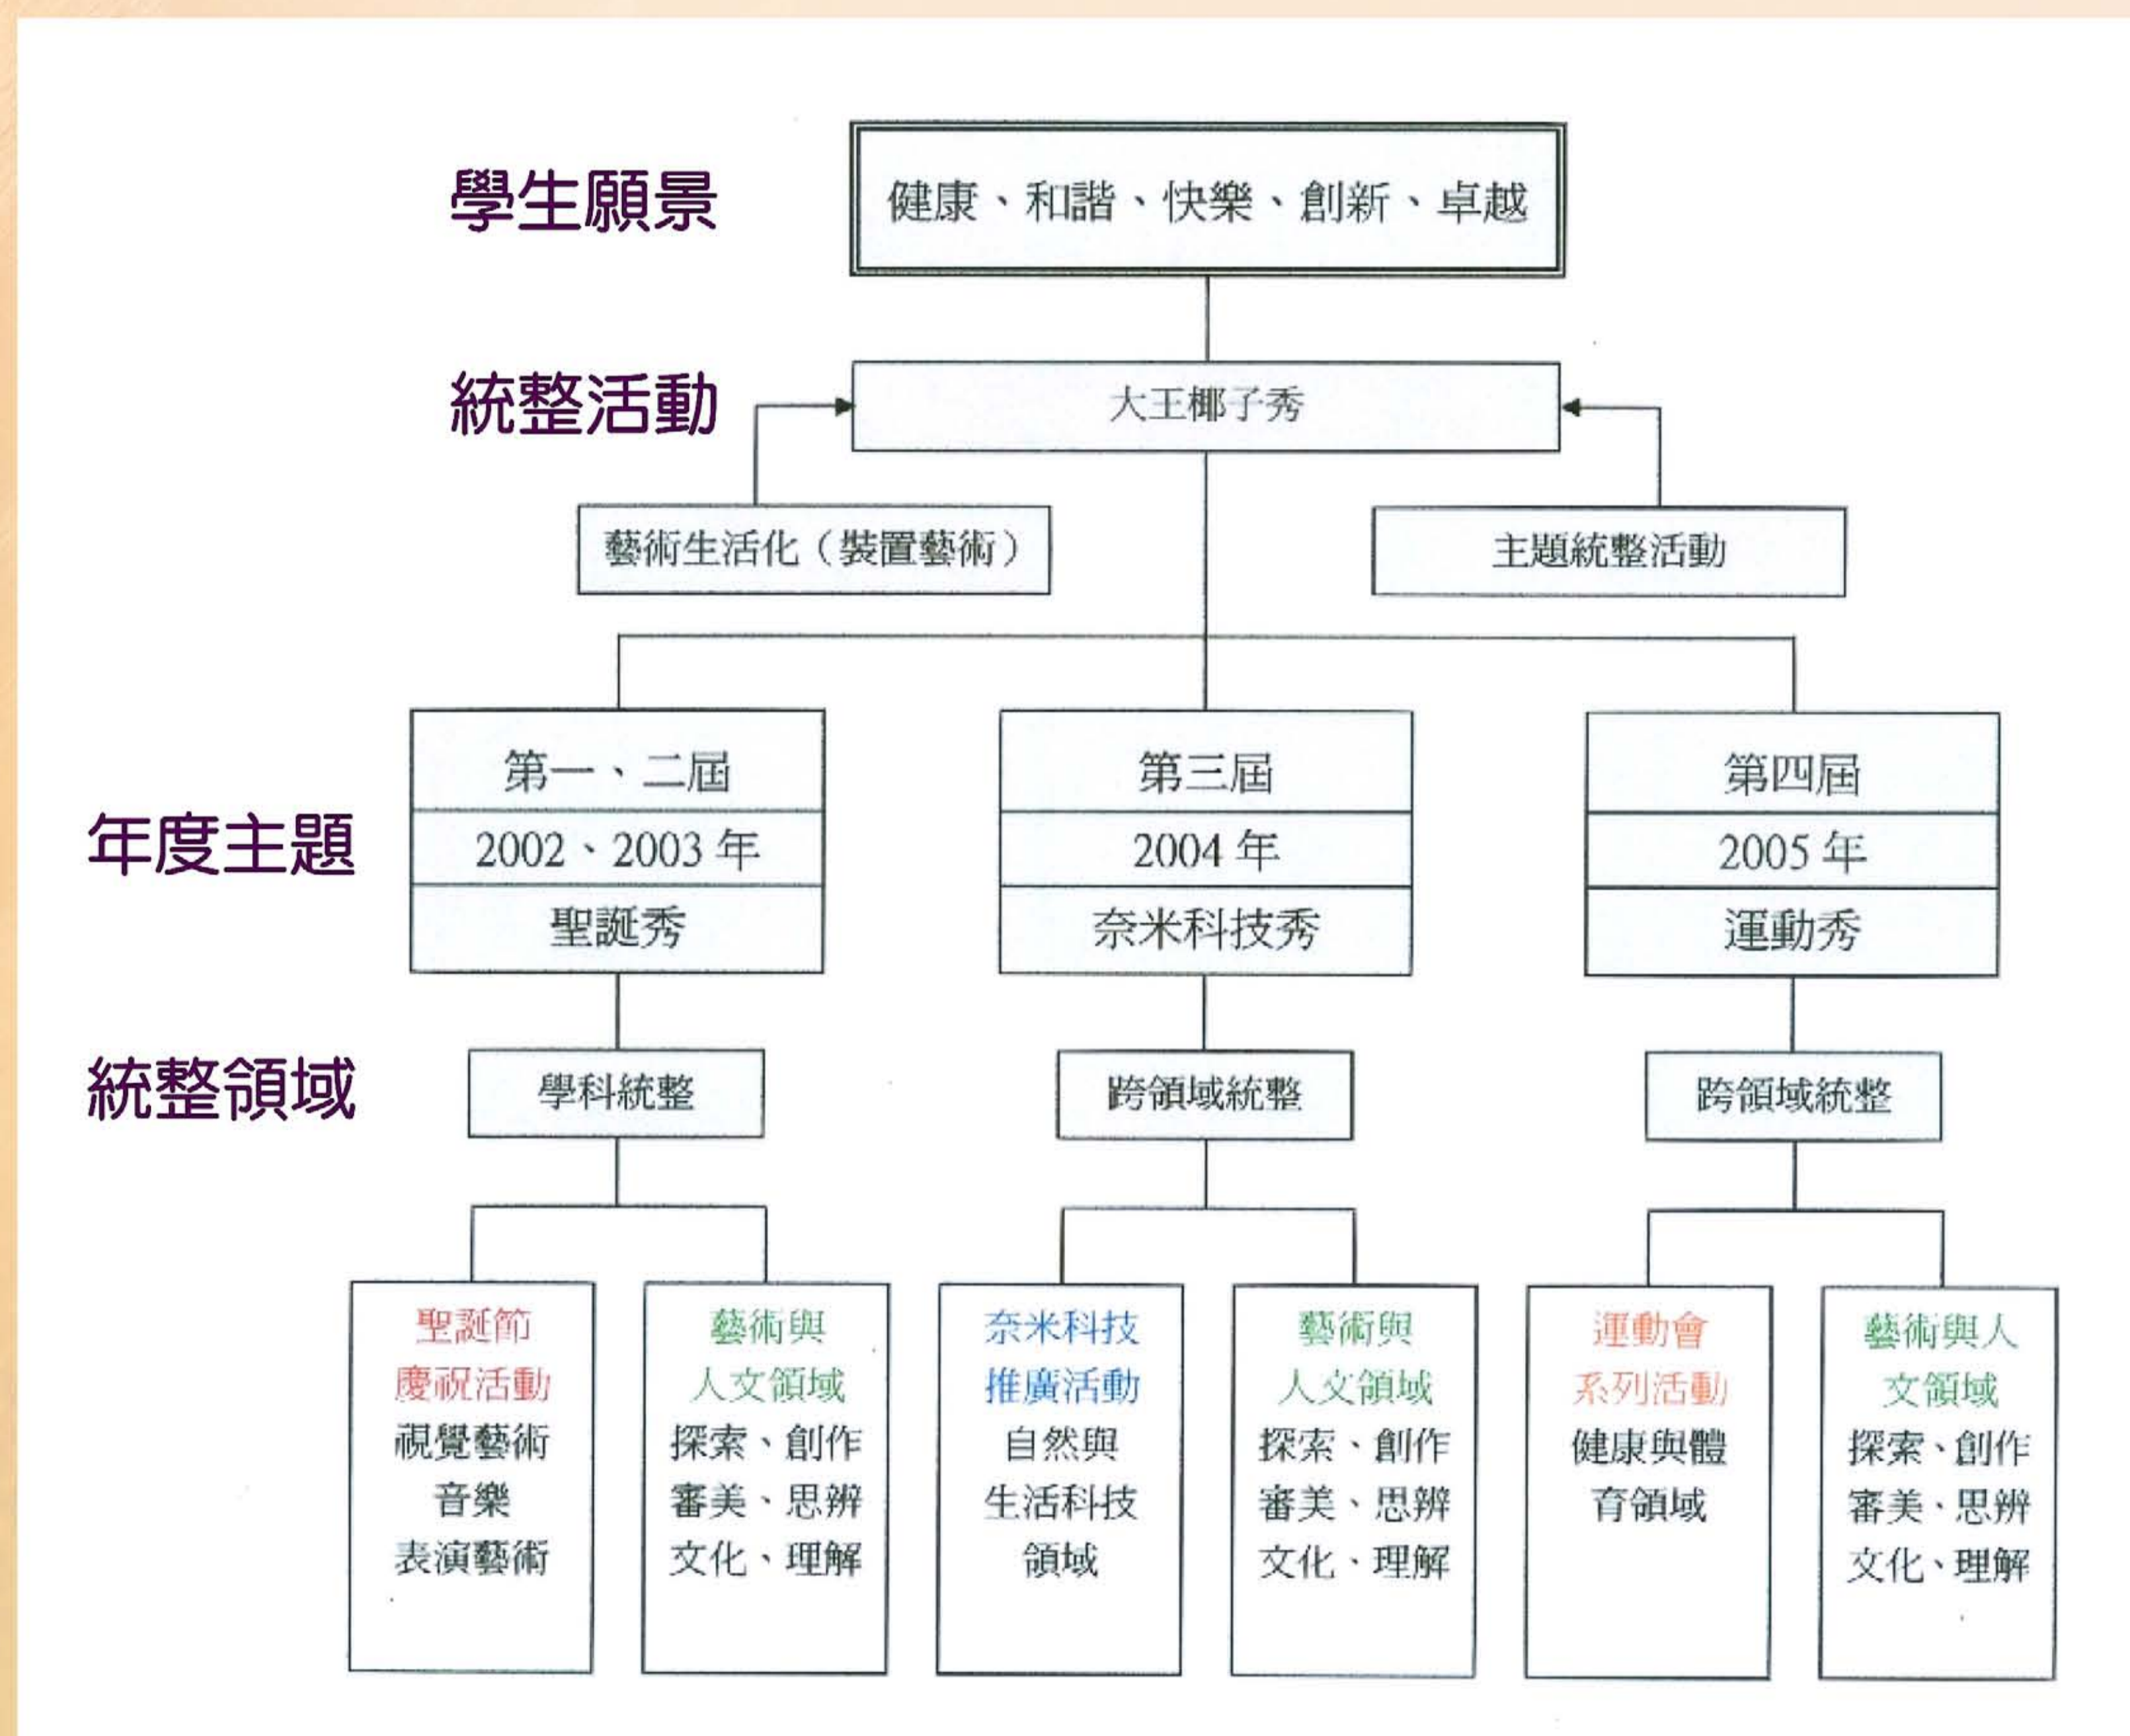 學生願景
健康、和諧、快樂、創新、卓越
統整活動
大王椰子秀
藝術生活化（裝置藝術）
主題統整活動
年度主題
第一、二屆
2002、2003 年
聖誕秀
第三屆
2004 年
奈米科技秀
第四屆
2005 年
運動秀
統整領域
學科統整
跨領域統整
跨領域統整
聖誕節
慶祝活動
視覺藝術
音樂
表演藝術
藝術與
人文領域
探索、創作
審美、思辨
文化、理解
奈米科技
推廣活動
自然與
生活科技
領域
藝術與
人文領域
探索、創作
審美、思辨
文化、理解
運動會
系列活動
健康與體
育領域
藝術與人
文領域
探索、創作
審美、思辨
文化、理解